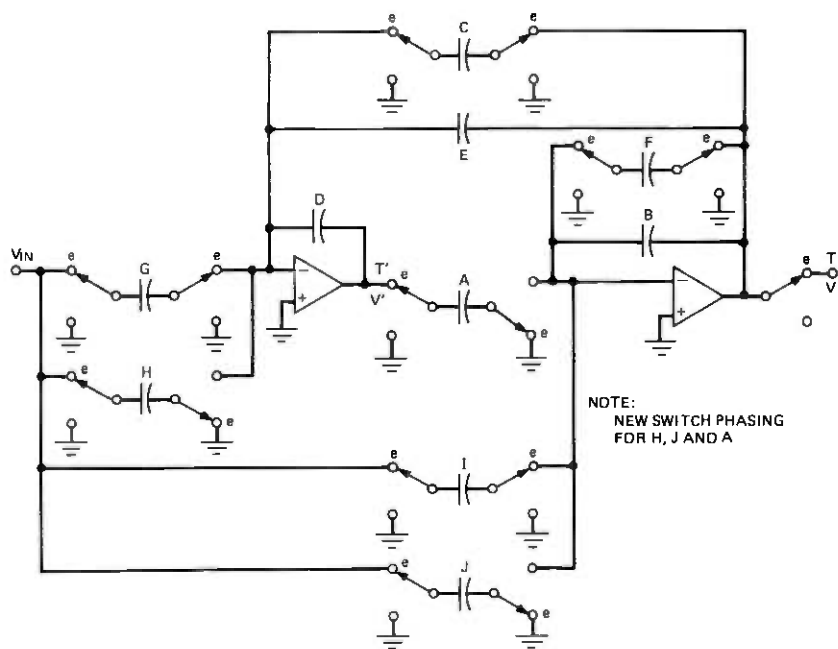 e C e
E
e F e
D
B
VIN e G e
T' e A
V'
e T
V
e
O
e H e
NOTE:
NEW SWITCH PHASING
FOR H, J AND A
e I e
e J
e
- + - +